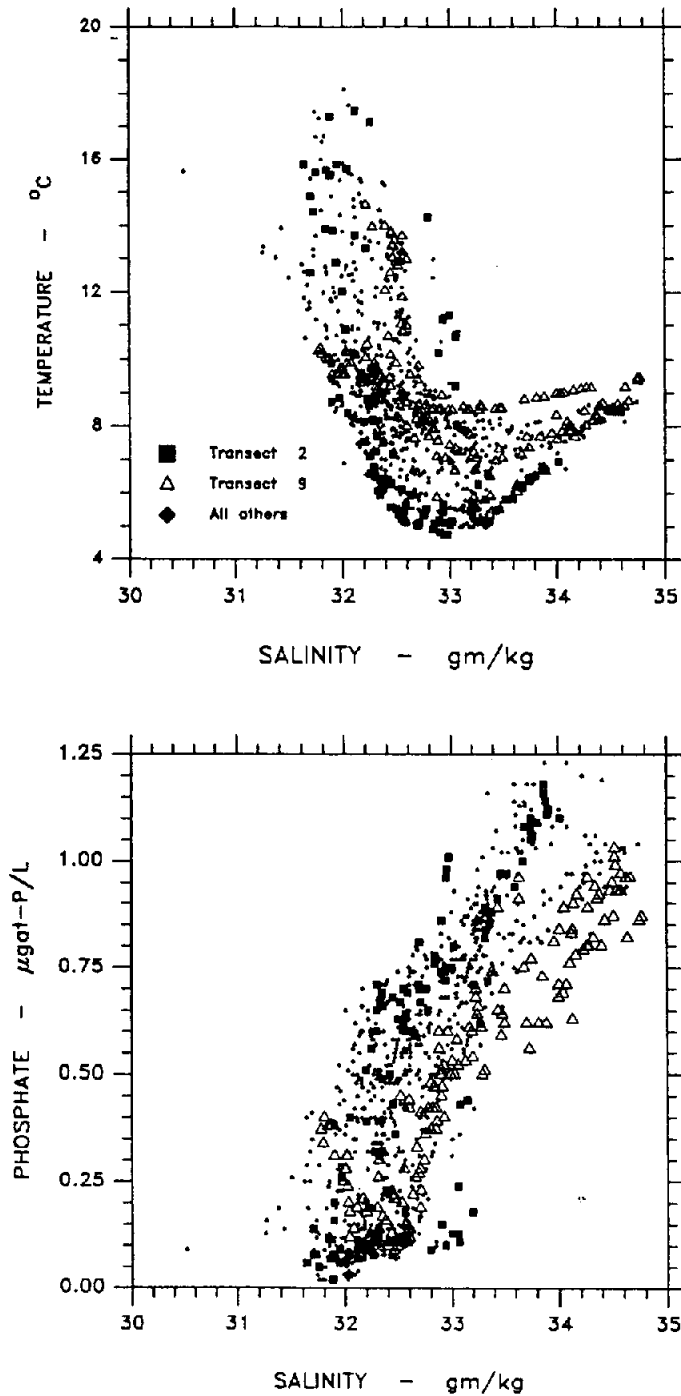 20
16
12
8
4
TEMPERATURE - °C
Transect 2
Transect 9
All others
30 31 32 33 34 35
SALINITY - gm/kg
1.25
1.00
0.75
0.50
0.25
0.00
PHOSPHATE - µgat-P/L
30 31 32 33 34 35
SALINITY - gm/kg